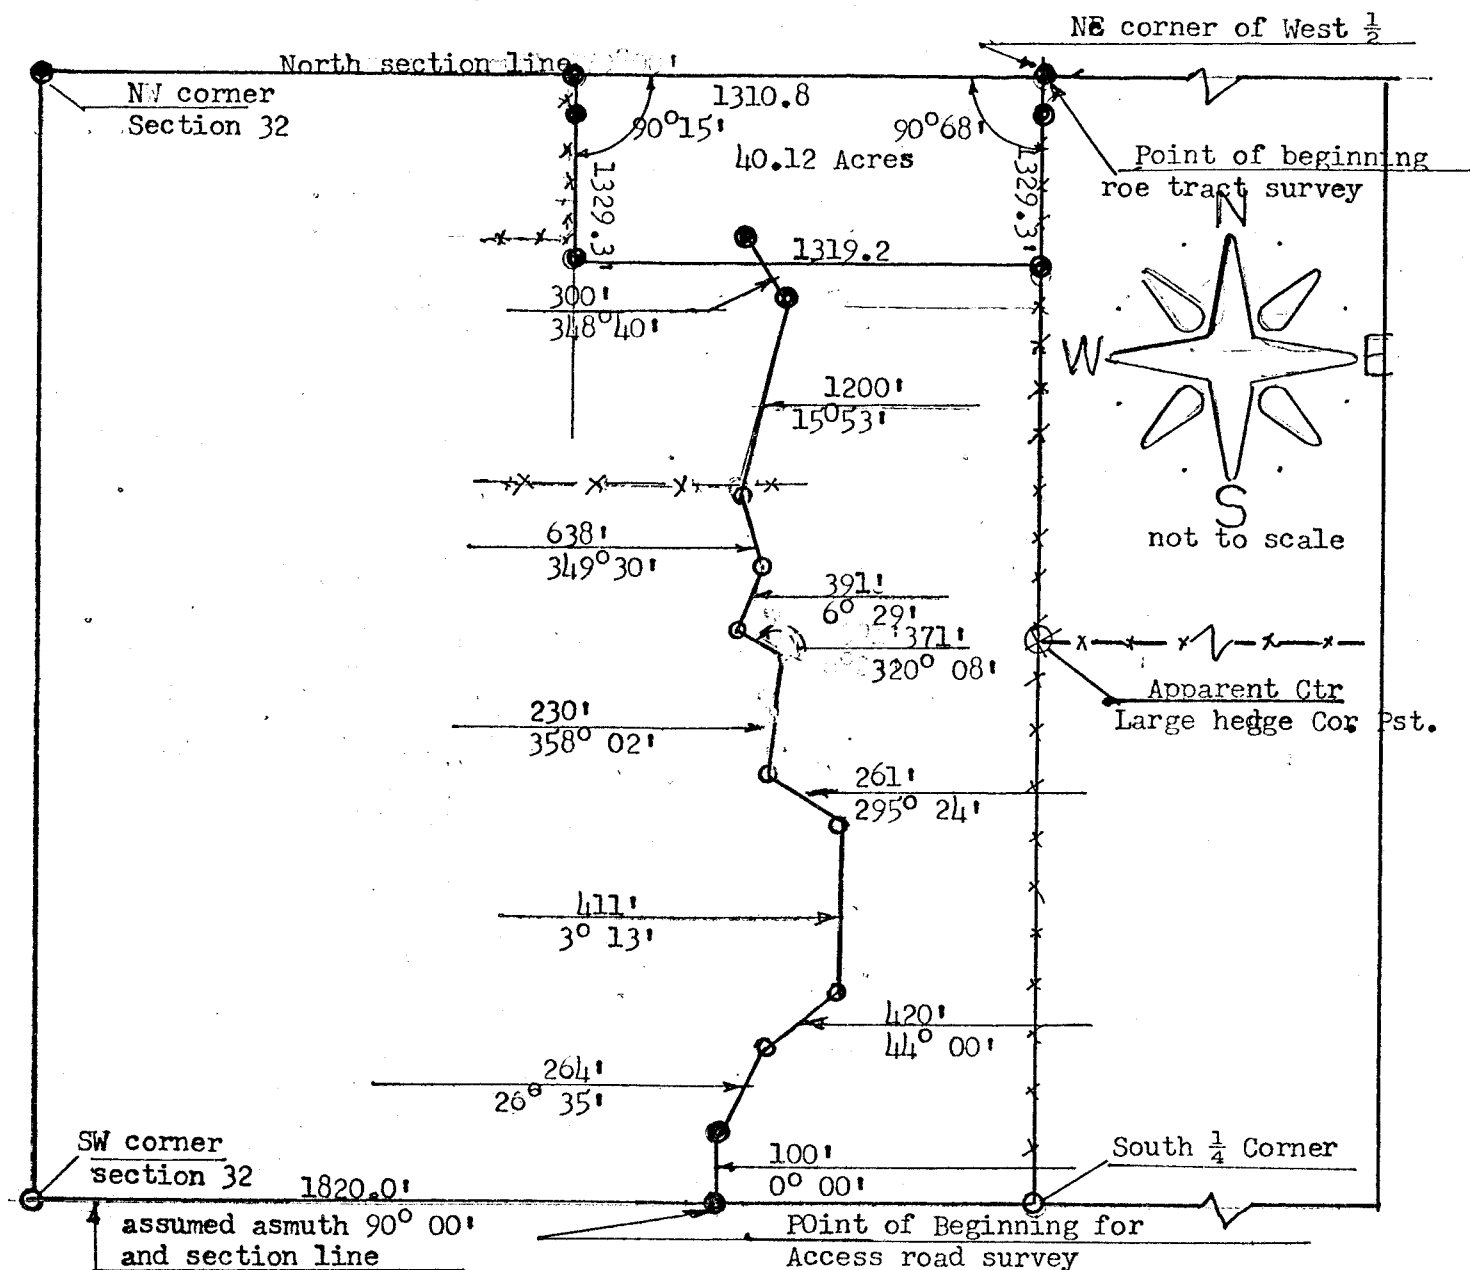 NE corner of West ½
North section line
NW corner
Section 32
1310.8
90°15'
90°68'
40.12 Acres
Point of beginning
roe tract survey
1329.3'
1329.3'
N
1319.2
300'
348°40'
W
E
1200'
15°53'
S
not to scale
638'
349°30'
391'
6° 29'
371'
320° 08'
Apparent Ctr
Large hedge Cor. Pst.
230'
358° 02'
261'
295° 24'
411'
3° 13'
420'
44° 00'
264'
26° 35'
SW corner
section 32
South ¼ Corner
100'
0° 00'
1820.0'
assumed asmuth 90° 00'
and section line
POint of Beginning for
Access road survey